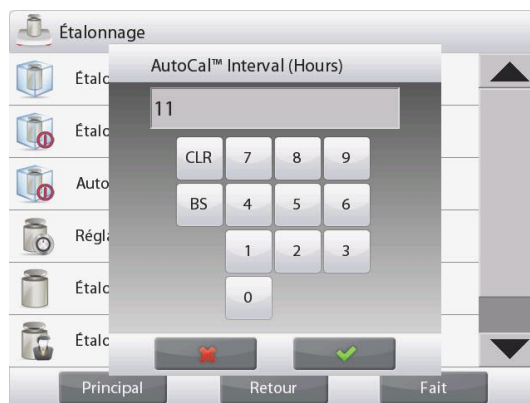 Étalonnage
AutoCal™ Interval (Hours)
11
Étalo
Étalo
Auto
Régla
Étalo
Étalo
CLR 7 8 9
BS 4 5 6
1 2 3
0
Principal Retour Fait